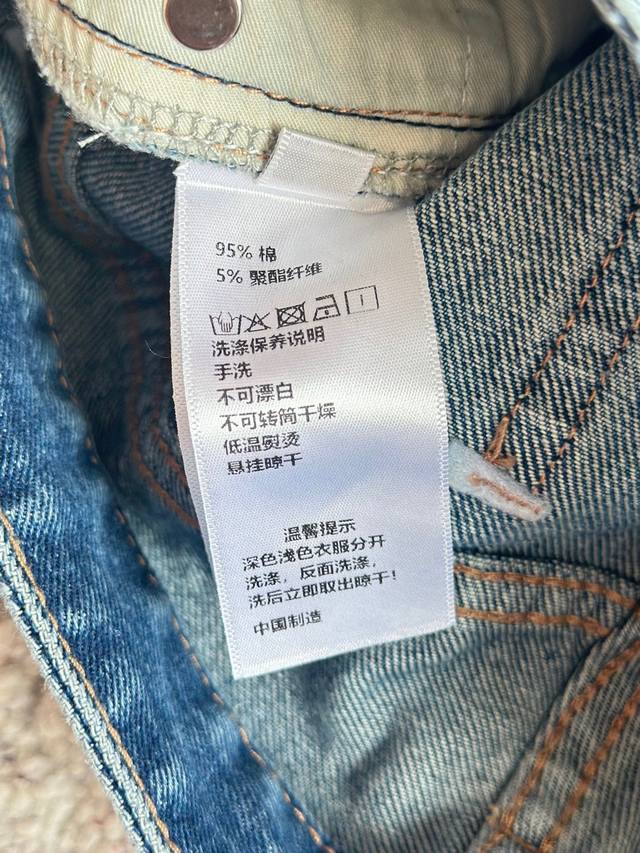 95% 棉
5% 聚酯纤维
洗涤保养说明
手洗
不可漂白
不可转筒干燥
低温熨烫
悬挂晾干
温馨提示
深色浅色衣服分开
洗涤，反面洗涤，
洗后立即取出晾干！
中国制造